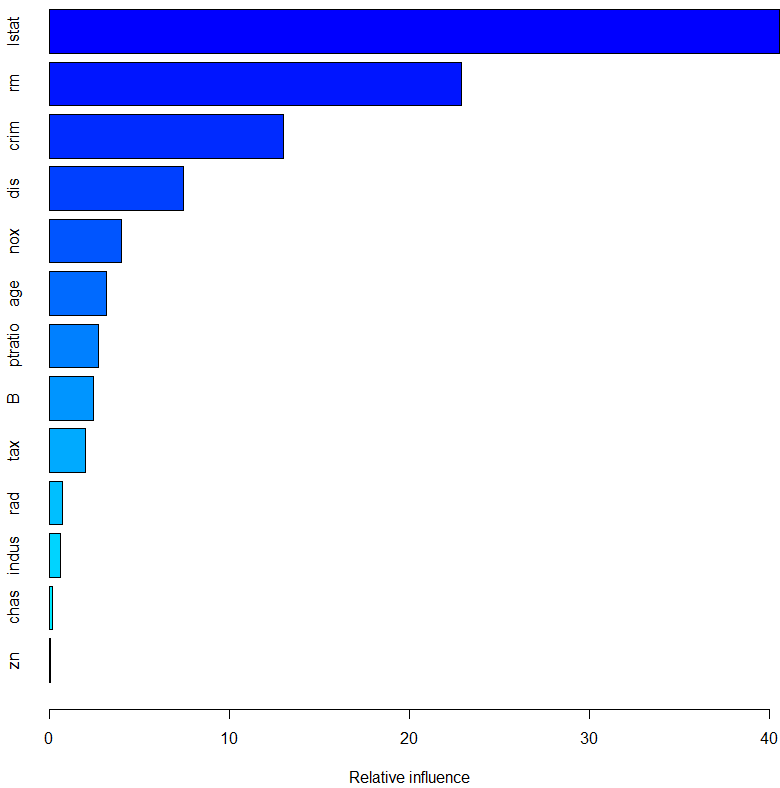 lstat
rm
crim
dis
nox
age
ptratio
B
tax
rad
indus
chas
zn
0 10 20 30 40
Relative influence